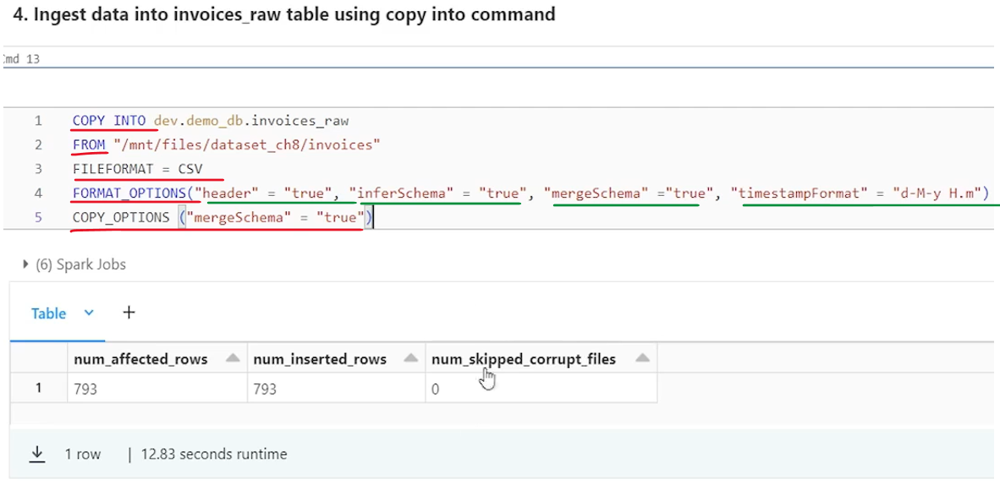 4. Ingest data into invoices_raw table using copy into command
Cmd 13
1 COPY INTO dev.demo_db.invoices_raw
2 FROM "/mnt/files/dataset_ch8/invoices"
3 FILEFORMAT = CSV
4 FORMAT_OPTIONS("header" = "true", "inferSchema" = "true", "mergeSchema" ="true", "timestampFormat" = "d-M-y H.m")
5 COPY_OPTIONS ("mergeSchema" = "true")
(6) Spark Jobs
Table +
num_affected_rows num_inserted_rows num_skipped_corrupt_files
1 793 793 0
1 row | 12.83 seconds runtime